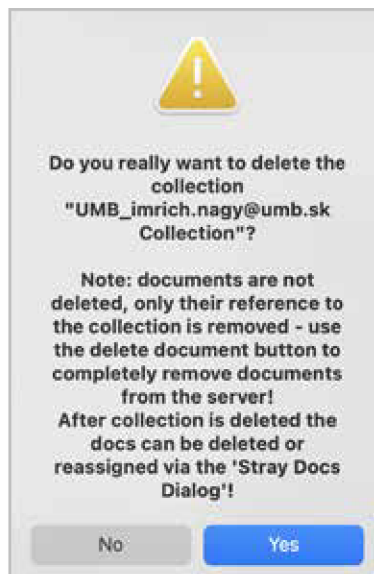 Do you really want to delete the
collection
"UMB_imrich.nagy@umb.sk
Collection"?
Note: documents are not
deleted, only their reference to
the collection is removed - use
the delete document button to
completely remove documents
from the server!
After collection is deleted the
docs can be deleted or
reassigned via the 'Stray Docs
Dialog'!
No
Yes